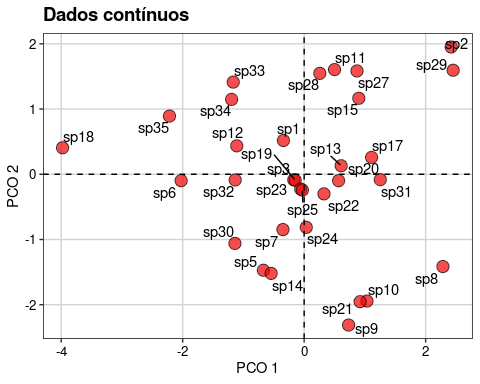 Dados contínuos
sp2
sp11
sp29
sp33
sp28
sp27
sp34
sp15
sp35
sp12
sp1
sp18
sp19
sp13
sp17
sp3
sp20
sp6
sp32
sp23
sp31
sp25
sp22
sp30
sp7
sp24
sp5
sp14
sp8
sp10
sp21
sp9
2
1
0
-1
-2
PCO 2
-4
-2
0
2
PCO 1